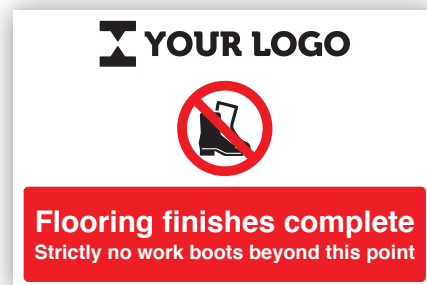 YOUR LOGO
Flooring finishes complete
Strictly no work boots beyond this point